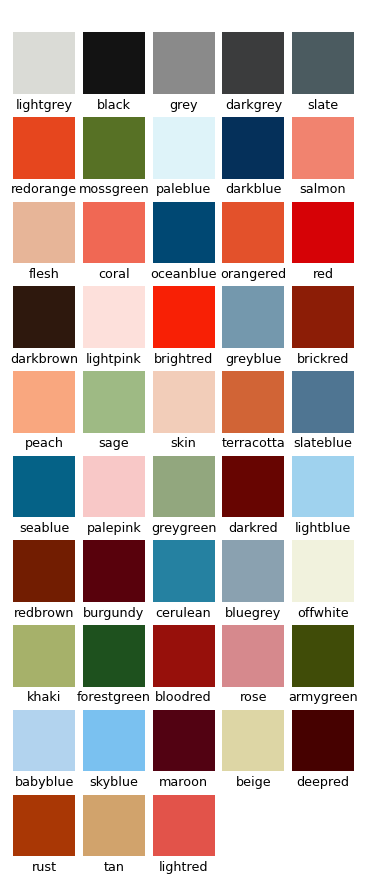 lightgrey black grey darkgrey slate
redorange mossgreen paleblue darkblue salmon
flesh coral oceanblue orangered red
darkbrown lightpink brightred greyblue brickred
peach sage skin terracotta slateblue
seablue palepink greygreen darkred lightblue
redbrown burgundy cerulean bluegrey offwhite
khaki forestgreen bloodred rose armygreen
babyblue skyblue maroon beige deepred
rust tan lightred